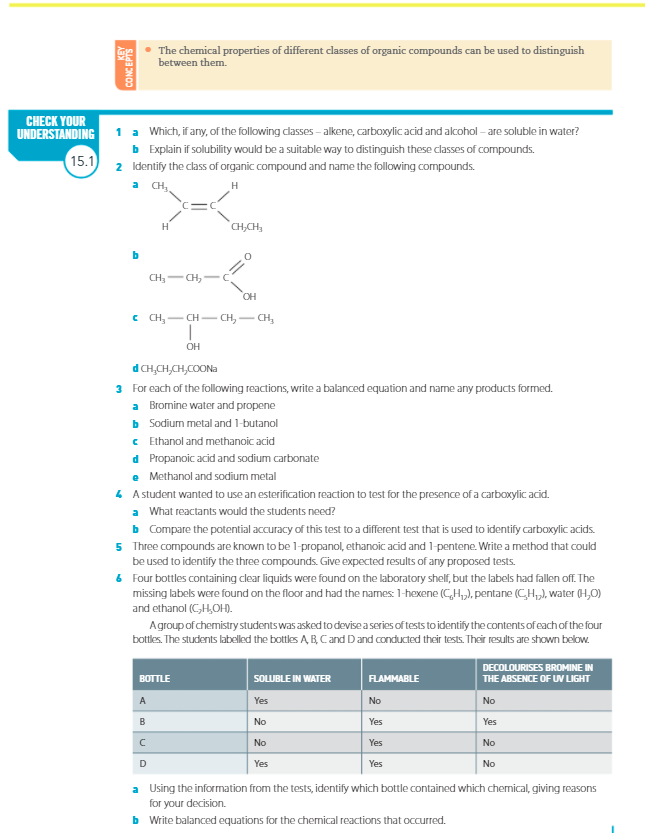 KEY
CONCEPTS
• The chemical properties of different classes of organic compounds can be used to distinguish
between them.
CHECK YOUR
UNDERSTANDING
15.1
1 a Which, if any, of the following classes – alkene, carboxylic acid and alcohol – are soluble in water?
b Explain if solubility would be a suitable way to distinguish these classes of compounds.
2 Identify the class of organic compound and name the following compounds.
a CH₃ H
C=C
H CH₂CH₃
b O
CH₃ — CH₂ — C
OH
c CH₃ — CH — CH₂ — CH₃
OH
d CH₃CH₂CH₂COONa
3 For each of the following reactions, write a balanced equation and name any products formed.
a Bromine water and propene
b Sodium metal and 1-butanol
c Ethanol and methanoic acid
d Propanoic acid and sodium carbonate
e Methanol and sodium metal
4 A student wanted to use an esterification reaction to test for the presence of a carboxylic acid.
a What reactants would the students need?
b Compare the potential accuracy of this test to a different test that is used to identify carboxylic acids.
5 Three compounds are known to be 1-propanol, ethanoic acid and 1-pentene. Write a method that could
be used to identify the three compounds. Give expected results of any proposed tests.
6 Four bottles containing clear liquids were found on the laboratory shelf, but the labels had fallen off. The
missing labels were found on the floor and had the names: 1-hexene (C₆H₁₂), pentane (C₅H₁₂), water (H₂O)
and ethanol (C₂H₅OH).
A group of chemistry students was asked to devise a series of tests to identify the contents of each of the four
bottles. The students labelled the bottles A, B, C and D and conducted their tests. Their results are shown below.
BOTTLE SOLUBLE IN WATER FLAMMABLE DECOLOURISES BROMINE IN
THE ABSENCE OF UV LIGHT
A Yes No No
B No Yes Yes
C No Yes No
D Yes Yes No
a Using the information from the tests, identify which bottle contained which chemical, giving reasons
for your decision.
b Write balanced equations for the chemical reactions that occurred.